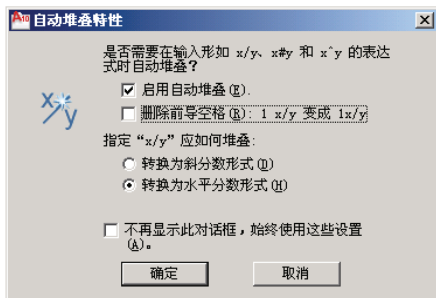 自动堆叠特性
是否需要在输入形如 x/y、x#y 和 x^y 的表达
式时自动堆叠？
启用自动堆叠(E).
删除前导空格(R): 1 x/y 变成 1x/y
x/y
指定“x/y”应如何堆叠:
转换为斜分数形式(D)
转换为水平分数形式(H)
不再显示此对话框，始终使用这些设置
(A)。
确定 取消